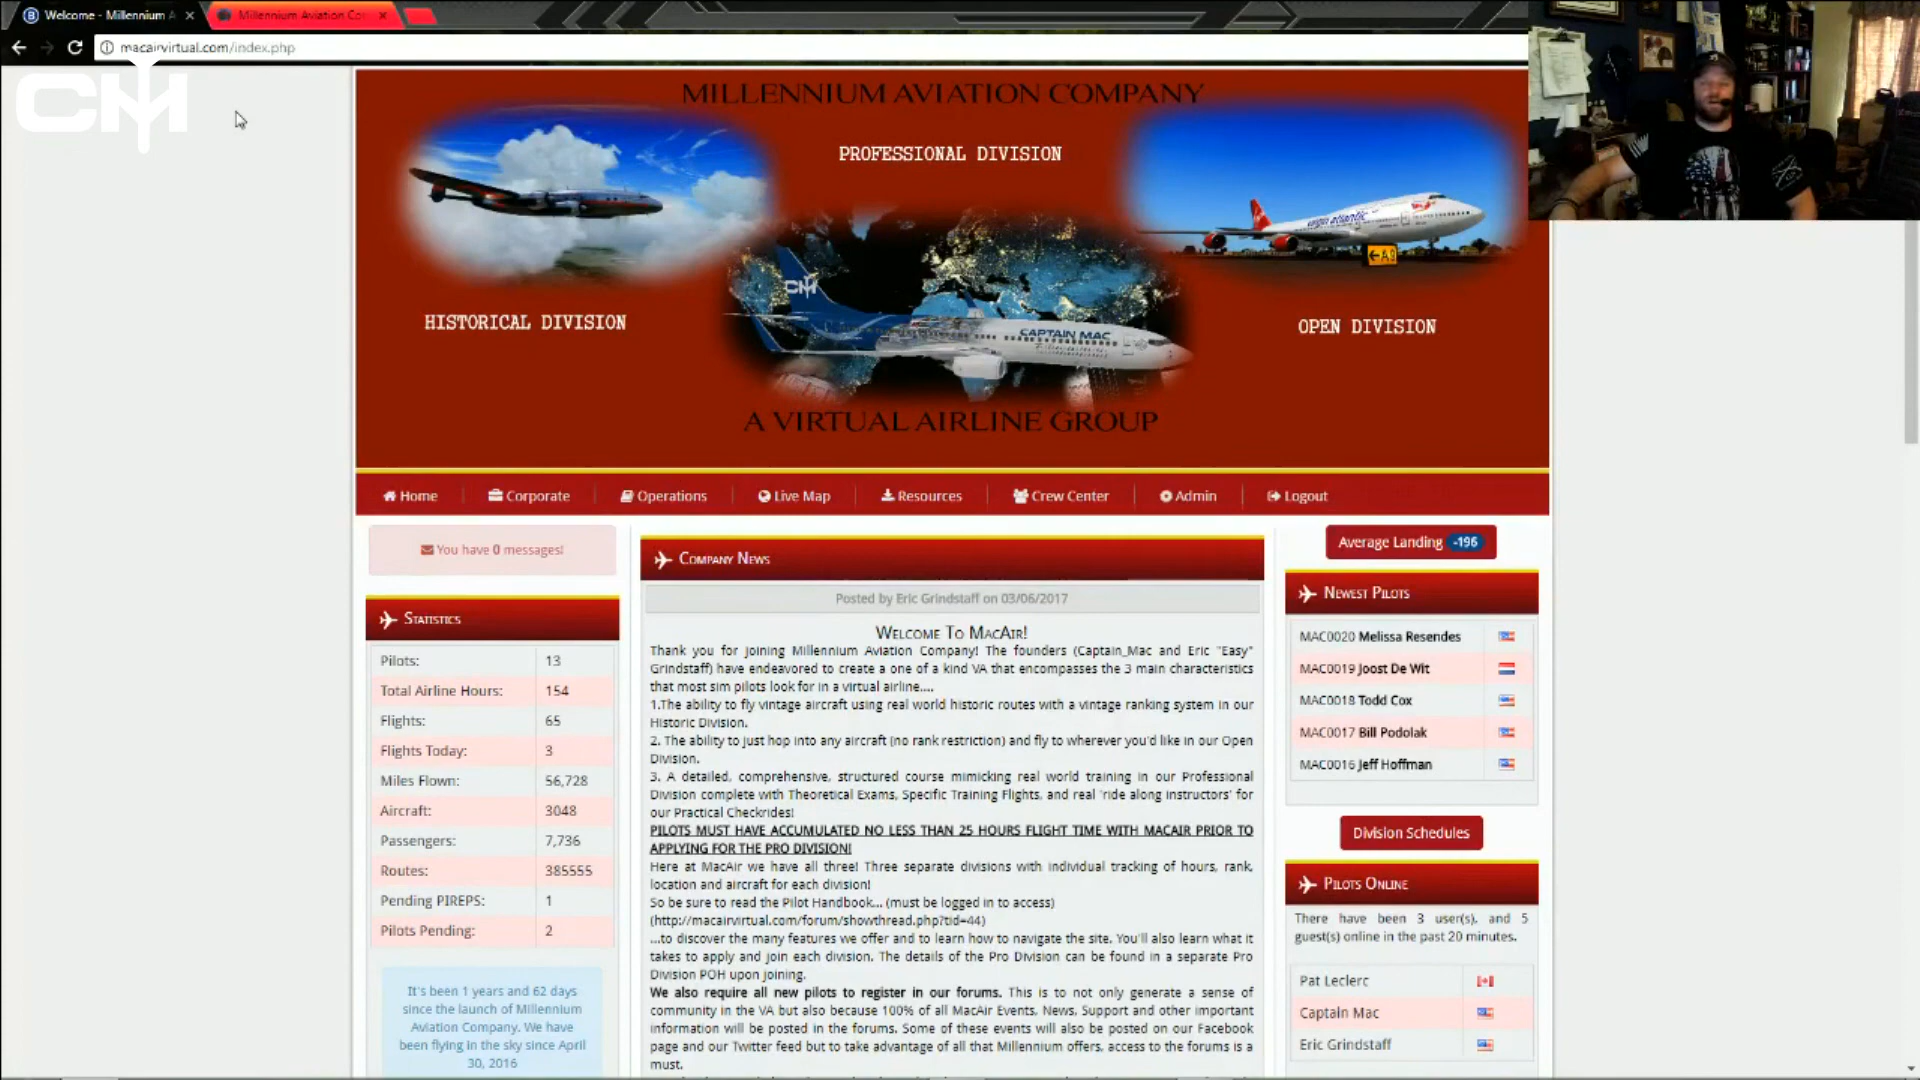 Welcome - Millennium A
Millennium Aviation Co
macairvirtual.com/index.php
CM
MILLENNIUM AVIATION COMPANY
PROFESSIONAL DIVISION
virgin atlantic
←A9
CM
CAPTAIN MAC
HISTORICAL DIVISION
OPEN DIVISION
A VIRTUAL AIRLINE GROUP
Home
Corporate
Operations
Live Map
Resources
Crew Center
Admin
Logout
You have 0 messages!
Statistics
Pilots: 13
Total Airline Hours: 154
Flights: 65
Flights Today: 3
Miles Flown: 56,728
Aircraft: 3048
Passengers: 7,736
Routes: 385555
Pending PIREPS: 1
Pilots Pending: 2
It's been 1 years and 62 days
since the launch of Millennium
Aviation Company. We have
been flying in the sky since April
30, 2016
Company News
Posted by Eric Grindstaff on 03/06/2017
Welcome To MacAir!
Thank you for joining Millennium Aviation Company! The founders (Captain_Mac and Eric "Easy"
Grindstaff) have endeavored to create a one of a kind VA that encompasses the 3 main characteristics
that most sim pilots look for in a virtual airline....
1.The ability to fly vintage aircraft using real world historic routes with a vintage ranking system in our
Historic Division.
2. The ability to just hop into any aircraft (no rank restriction) and fly to wherever you'd like in our Open
Division.
3. A detailed, comprehensive, structured course mimicking real world training in our Professional
Division complete with Theoretical Exams, Specific Training Flights, and real 'ride along instructors' for
our Practical Checkrides!
PILOTS MUST HAVE ACCUMULATED NO LESS THAN 25 HOURS FLIGHT TIME WITH MACAIR PRIOR TO
APPLYING FOR THE PRO DIVISION!
Here at MacAir we have all three! Three separate divisions with individual tracking of hours, rank,
location and aircraft for each division!
So be sure to read the Pilot Handbook... (must be logged in to access)
(http://macairvirtual.com/forum/showthread.php?tid=44)
...to discover the many features we offer and to learn how to navigate the site. You'll also learn what it
takes to apply and join each division. The details of the Pro Division can be found in a separate Pro
Division POH upon joining.
We also require all new pilots to register in our forums. This is to not only generate a sense of
community in the VA but also because 100% of all MacAir Events, News, Support and other important
information will be posted in the forums. Some of these events will also be posted on our Facebook
page and our Twitter feed but to take advantage of all that Millennium offers, access to the forums is a
must.
Average Landing -196
Newest Pilots
MAC0020 Melissa Resendes
MAC0019 Joost De Wit
MAC0018 Todd Cox
MAC0017 Bill Podolak
MAC0016 Jeff Hoffman
Division Schedules
Pilots Online
There have been 3 user(s), and 5
guest(s) online in the past 20 minutes.
Pat Leclerc
Captain Mac
Eric Grindstaff